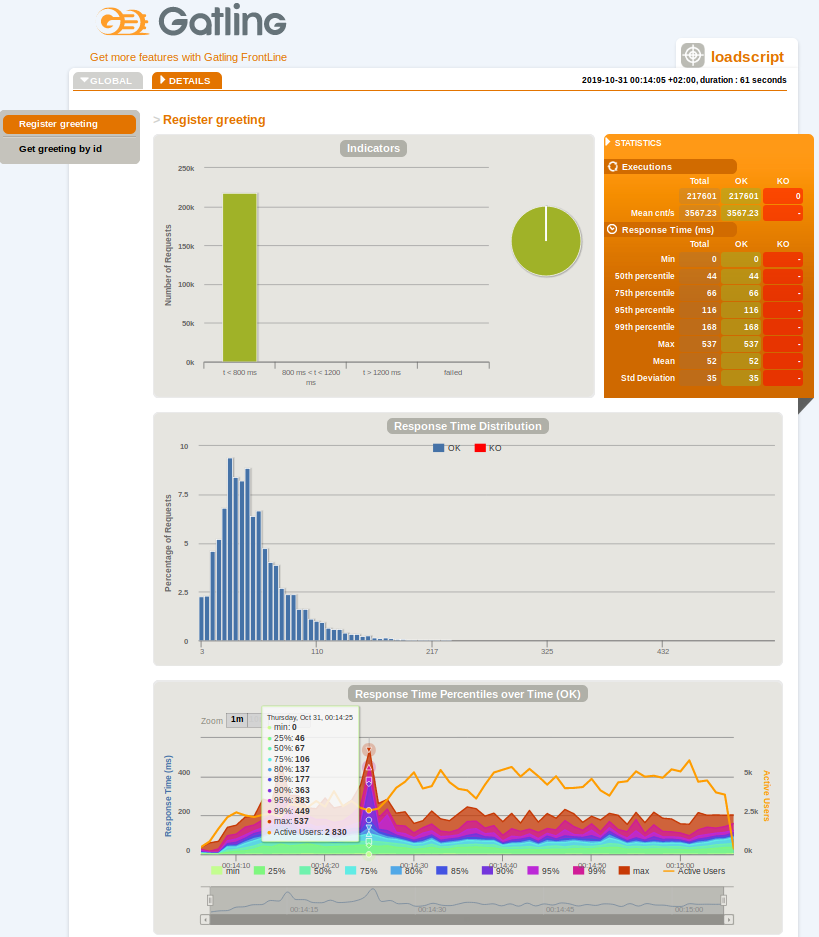 Gatling
Get more features with Gatling FrontLine
loadscript
GLOBAL
DETAILS
2019-10-31 00:14:05 +02:00, duration : 61 seconds
Register greeting
Get greeting by id
> Register greeting
Indicators
Number of Requests
250k
200k
150k
100k
50k
0k
t < 800 ms
800 ms < t < 1200 ms
t > 1200 ms
failed
STATISTICS
Executions
Total OK KO
217601 217601 0
Mean cnt/s 3567.23 3567.23 -
Response Time (ms)
Total OK KO
Min 0 0 -
50th percentile 44 44 -
75th percentile 66 66 -
95th percentile 116 116 -
99th percentile 168 168 -
Max 537 537 -
Mean 52 52 -
Std Deviation 35 35 -
Response Time Distribution
OK KO
Percentage of Requests
10
7.5
5
2.5
0
3 110 217 325 432
Response Time Percentiles over Time (OK)
Zoom 1m
Thursday, Oct 31, 00:14:25
min: 0
25%: 46
50%: 67
75%: 106
80%: 137
85%: 177
90%: 363
95%: 383
99%: 449
max: 537
Active Users: 2 830
Response Time (ms)
400
200
0
Active Users
5k
2.5k
0k
00:14:10 00:14:20 00:14:30 00:14:40 00:14:50 00:15:00
min 25% 50% 75% 80% 85% 90% 95% 99% max Active Users
00:14:15 00:14:30 00:14:45 00:15:00